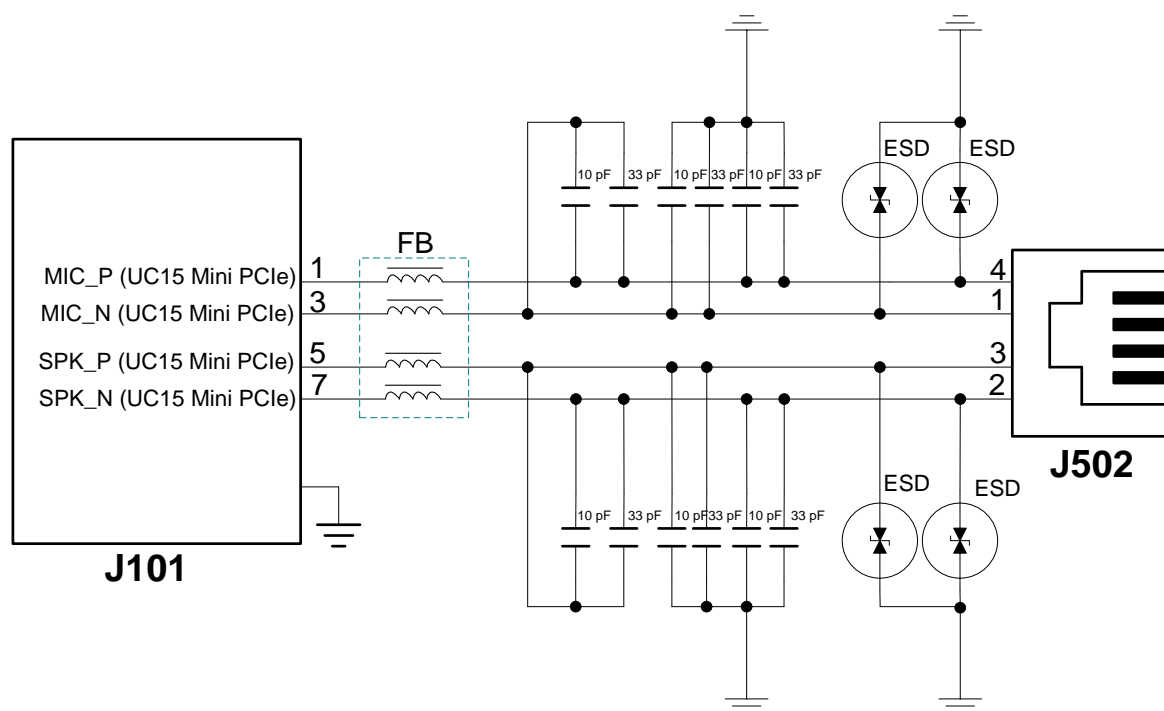 ESD ESD
10 pF 33 pF 10 pF 33 pF 10 pF 33 pF
FB
MIC_P (UC15 Mini PCIe) 1 4
MIC_N (UC15 Mini PCIe) 3 1
SPK_P (UC15 Mini PCIe) 5 3
SPK_N (UC15 Mini PCIe) 7 2
J502
ESD ESD
10 pF 33 pF 10 pF 33 pF 10 pF 33 pF
J101